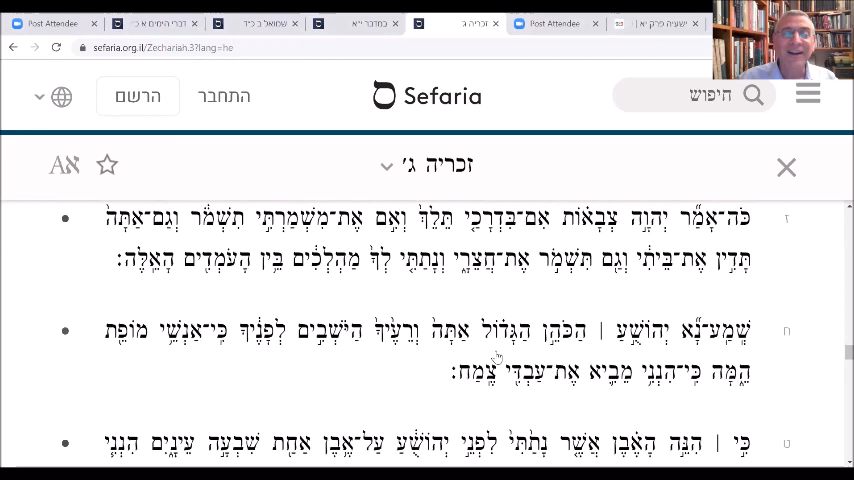 Post Attendee
דברי הימים א כ״
שמואל ב כ״ד
במדבר י״א
זכריה ג
Post Attendee
ישעיה פרק יא |
sefaria.org.il/Zechariah.3?lang=he
הרשם
התחבר
Sefaria
חיפוש
זכריה ג׳
ז כֹּה־אָמַ֞ר יְהוָ֣ה צְבָא֗וֹת אִם־בִּדְרָכַ֤י תֵּלֵךְ֙ וְאִ֣ם אֶת־מִשְׁמַרְתִּ֣י תִשְׁמֹ֔ר וְגַם־אַתָּה֙
תָּדִ֣ין אֶת־בֵּיתִ֔י וְגַ֖ם תִּשְׁמֹ֣ר אֶת־חֲצֵרָ֑י וְנָתַתִּ֤י לְךָ֙ מַהְלְכִ֔ים בֵּ֥ין הָעֹמְדִ֖ים הָאֵֽלֶּה׃
ח שְֽׁמַֽע־נָ֞א יְהוֹשֻׁ֣עַ ׀ הַכֹּהֵ֣ן הַגָּד֗וֹל אַתָּה֙ וְרֵעֶ֙יךָ֙ הַיֹּשְׁבִ֣ים לְפָנֶ֔יךָ כִּֽי־אַנְשֵׁ֥י מוֹפֵ֖ת
הֵ֑מָּה כִּֽי־הִנְנִ֥י מֵבִ֛יא אֶת־עַבְדִּ֖י צֶֽמַח׃
ט כִּ֣י ׀ הִנֵּ֣ה הָאֶ֗בֶן אֲשֶׁ֤ר נָתַ֙תִּי֙ לִפְנֵ֣י יְהוֹשֻׁ֔עַ עַל־אֶ֥בֶן אַחַ֖ת שִׁבְעָ֣ה עֵינָ֑יִם הִנְנִ֧י